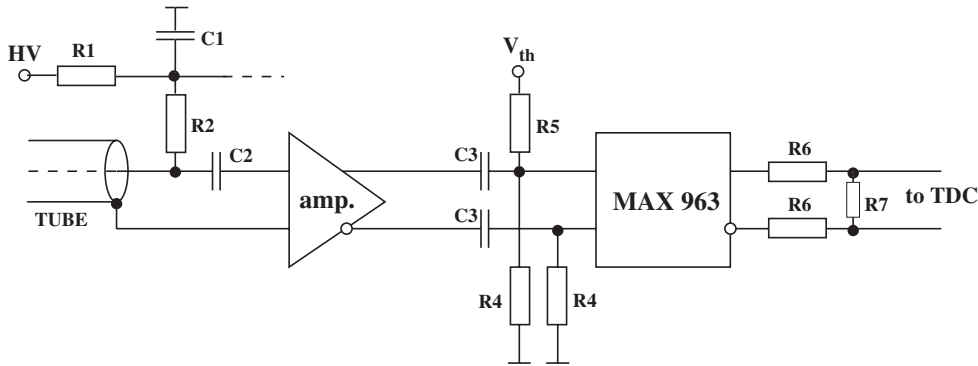 C1
HV
R1
V_th
R2
R5
C2
C3
R6
amp.
MAX 963
R7
to TDC
TUBE
C3
R6
R4
R4